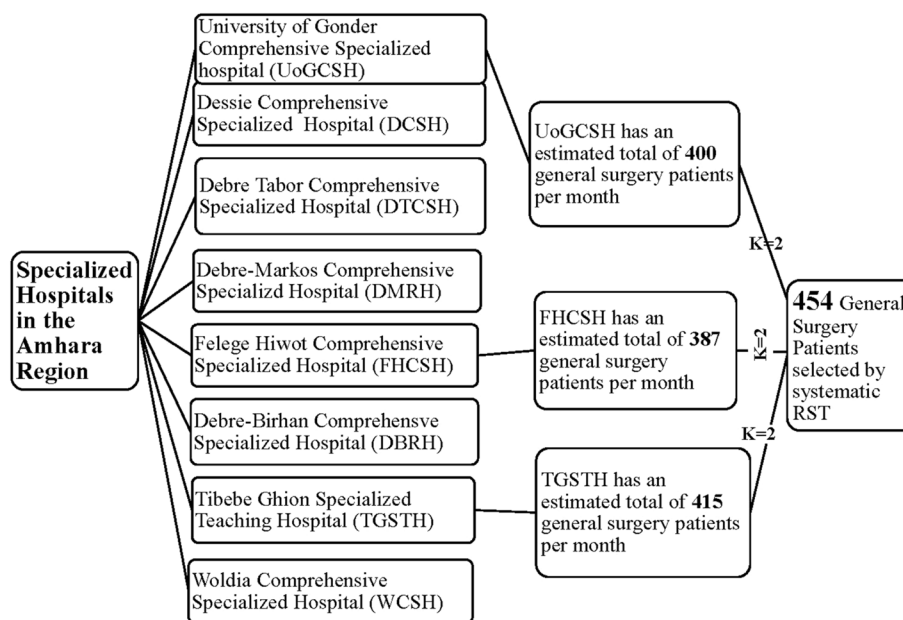 Specialized
Hospitals
in the
Amhara
Region
University of Gonder
Comprehensive Specialized
hospital (UoGCSH)
Dessie Comprehensive
Specialized Hospital (DCSH)
Debre Tabor Comprehensive
Specialized Hospital (DTCSH)
Debre-Markos Comprehensive
Specializd Hospital (DMRH)
Felege Hiwot Comprehensive
Specialized Hospital (FHCSH)
Debre-Birhan Comprehensve
Specialized Hospital (DBRH)
Tibebe Ghion Specialized
Teaching Hospital (TGSTH)
Woldia Comprehensive
Specialized Hospital (WCSH)
UoGCSH has an
estimated total of 400
general surgery patients
per month
FHCSH has an
estimated total of 387
general surgery
patients per month
TGSTH has an
estimated total of 415
general surgery patients
per month
K=2
K=2
K=2
454 General
Surgery
Patients
selected by
systematic
RST